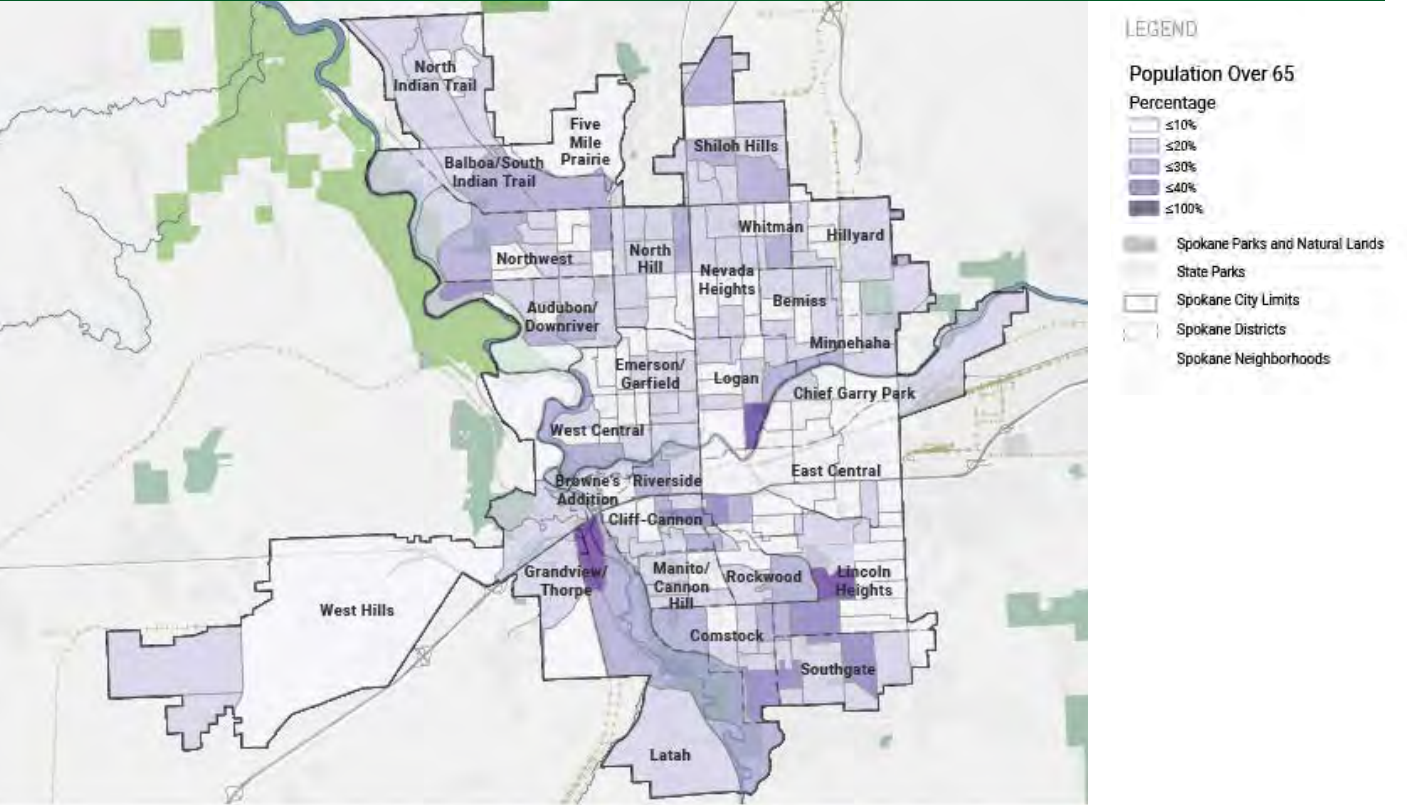 North
Indian Trail
Five
Mile
Prairie
Shiloh Hills
Balboa/South
Indian Trail
Whitman
Hillyard
Northwest
North
Hill
Nevada
Heights
Bemiss
Audubon/
Downriver
Minnehaha
Emerson/
Garfield
Logan
Chief Garry Park
West Central
East Central
Browne's
Addition
Riverside
Cliff-Cannon
Grandview/
Thorpe
Manito/
Cannon
Hill
Rockwood
Lincoln
Heights
West Hills
Comstock
Southgate
Latah
LEGEND
Population Over 65
Percentage
≤10%
≤20%
≤30%
≤40%
≤100%
Spokane Parks and Natural Lands
State Parks
Spokane City Limits
Spokane Districts
Spokane Neighborhoods